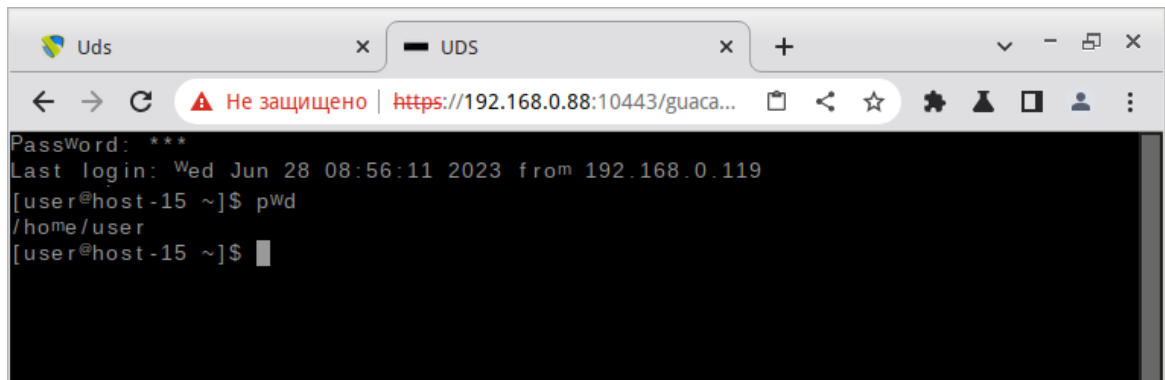 Uds
UDS
Не защищено https://192.168.0.88:10443/guaca...
Password: ***
Last login: Wed Jun 28 08:56:11 2023 from 192.168.0.119
[user@host-15 ~]$ pwd
/home/user
[user@host-15 ~]$